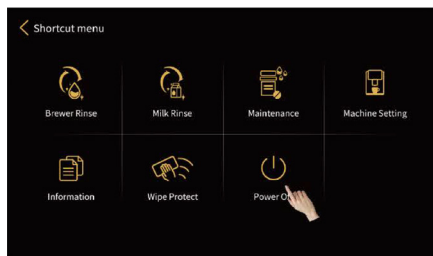 Shortcut menu
Brewer Rinse
Milk Rinse
Maintenance
Machine Setting
Information
Wipe Protect
Power